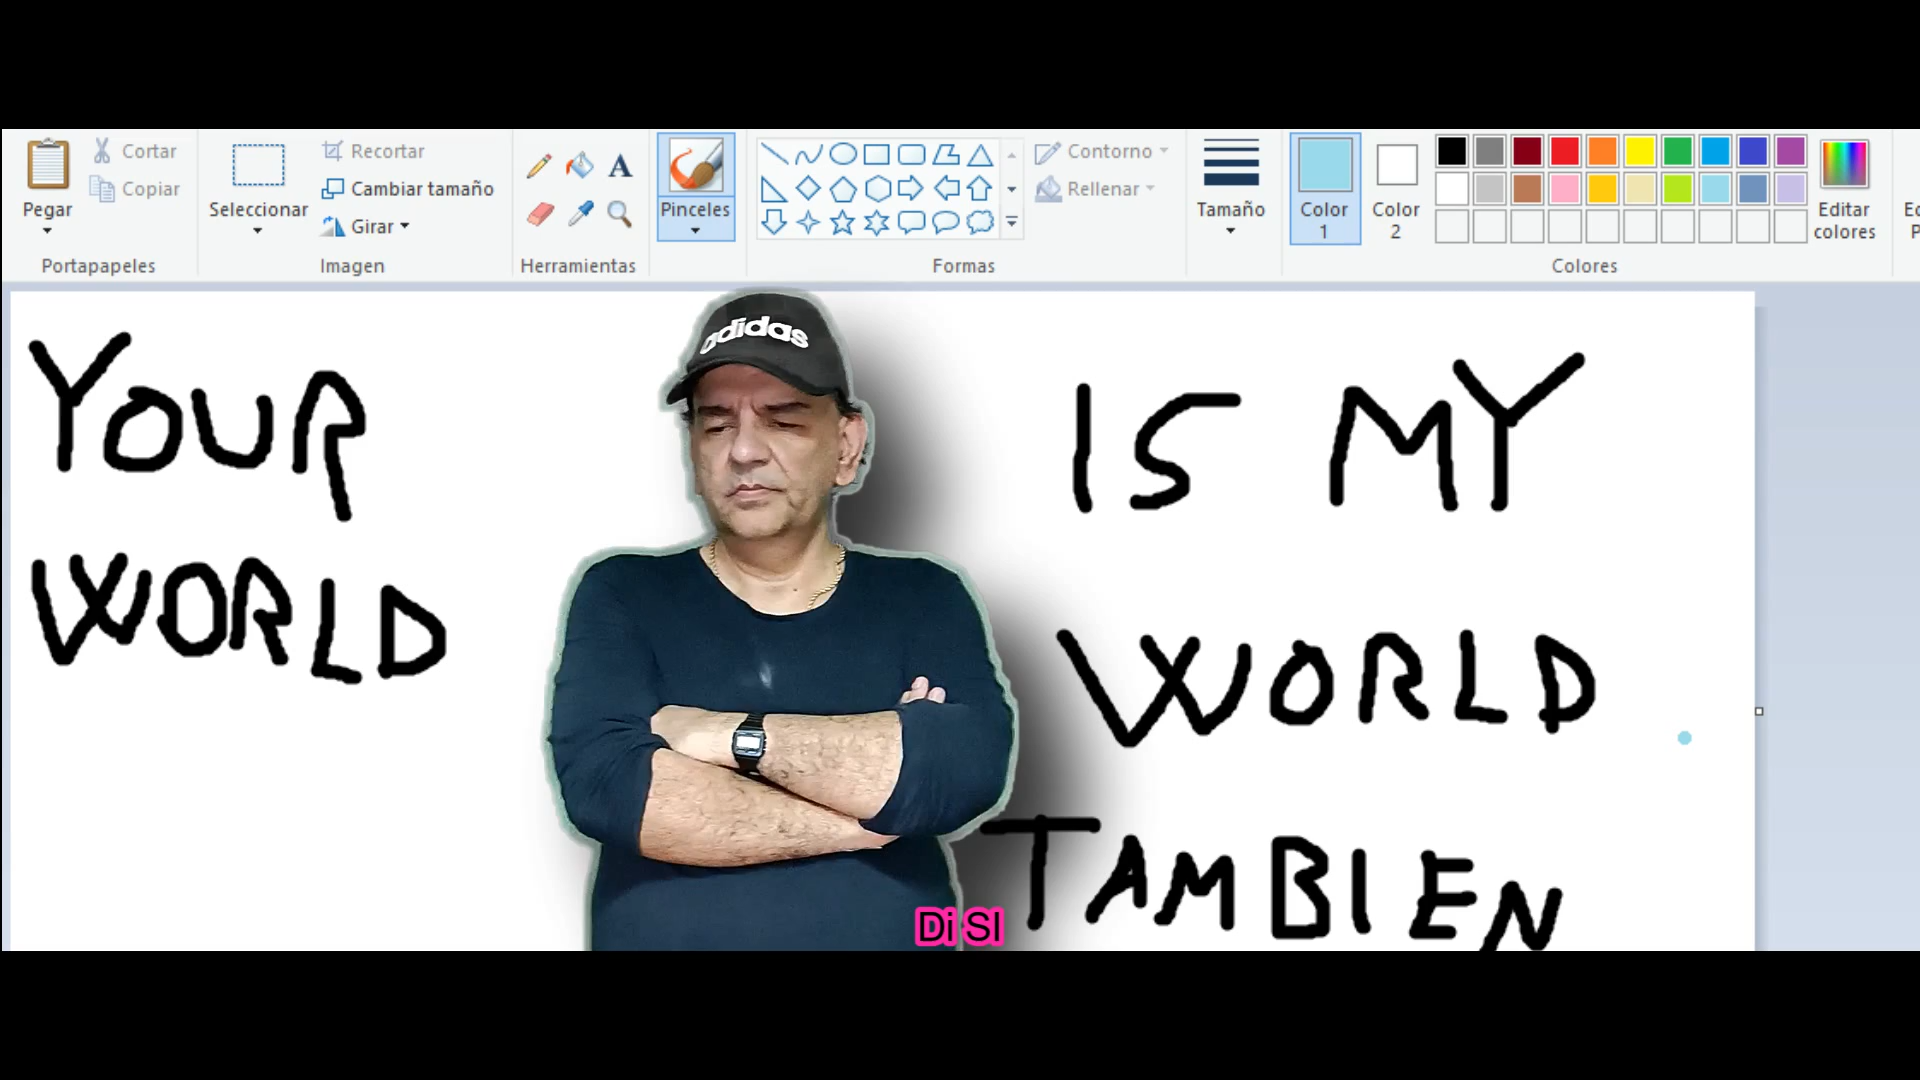 Pegar
Cortar
Copiar
Portapapeles
Seleccionar
Recortar
Cambiar tamaño
Girar
Imagen
A
Herramientas
Pinceles
Formas
Contorno
Rellenar
Tamaño
Color 1
Color 2
Editar colores
Colores
adidas
YOUR
WORLD
IS MY
WORLD
TAMBIEN
Di SI